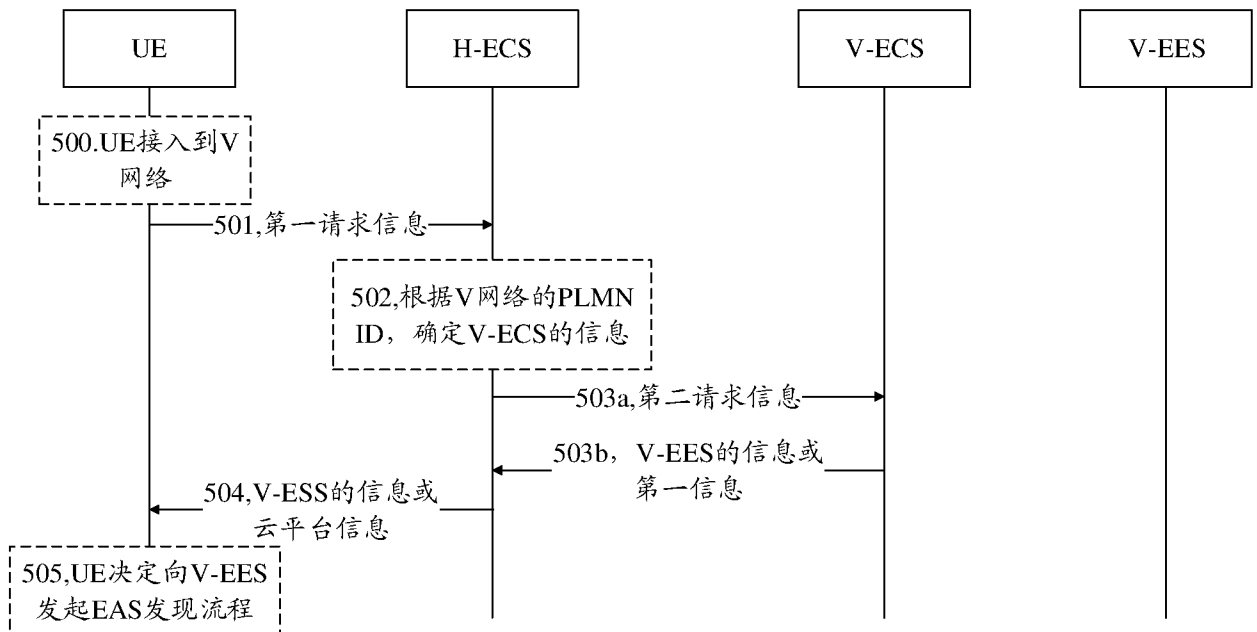 UE
H-ECS
V-ECS
V-EES
500.UE接入到V
网络
501,第一请求信息
502,根据V网络的PLMN
ID，确定V-ECS的信息
503a,第二请求信息
503b，V-EES的信息或
第一信息
504,V-ESS的信息或
云平台信息
505,UE决定向V-EES
发起EAS发现流程